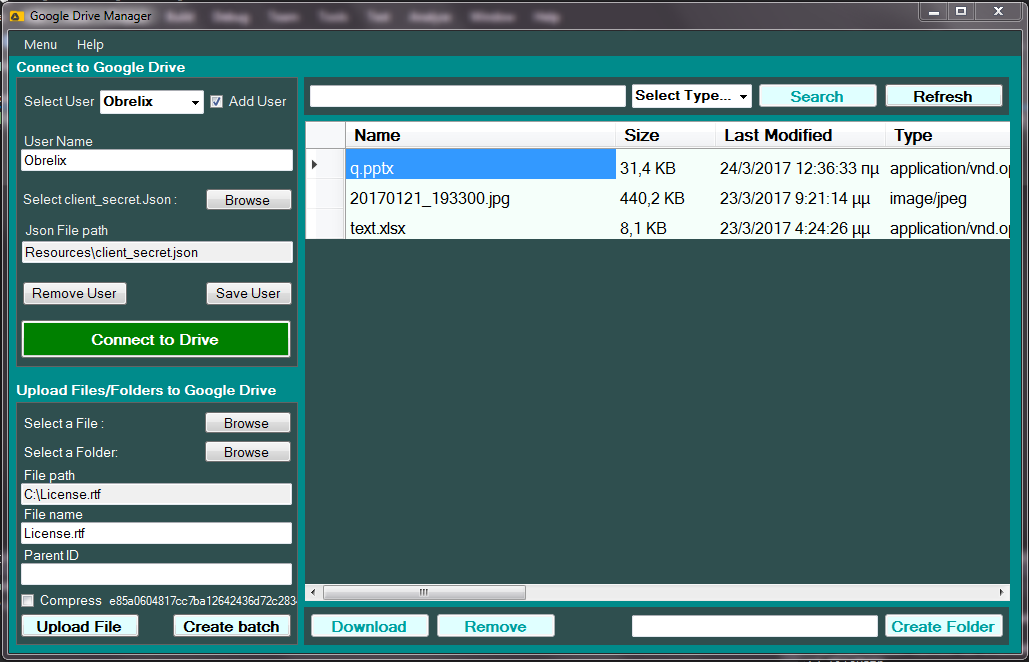 Google Drive Manager
Menu Help
Connect to Google Drive
Select User Obrelix Add User
User Name
Obrelix
Select client_secret.Json : Browse
Json File path
Resources\client_secret.json
Remove User Save User
Connect to Drive
Upload Files/Folders to Google Drive
Select a File : Browse
Select a Folder: Browse
File path
C:\License.rtf
File name
License.rtf
Parent ID
Compress e85a0604817cc7ba12642436d72c283
Upload File Create batch
Select Type... Search Refresh
Name Size Last Modified Type
q.pptx 31,4 KB 24/3/2017 12:36:33 πμ application/vnd.op
20170121_193300.jpg 440,2 KB 23/3/2017 9:21:14 μμ image/jpeg
text.xlsx 8,1 KB 23/3/2017 4:24:26 μμ application/vnd.op
Download Remove Create Folder